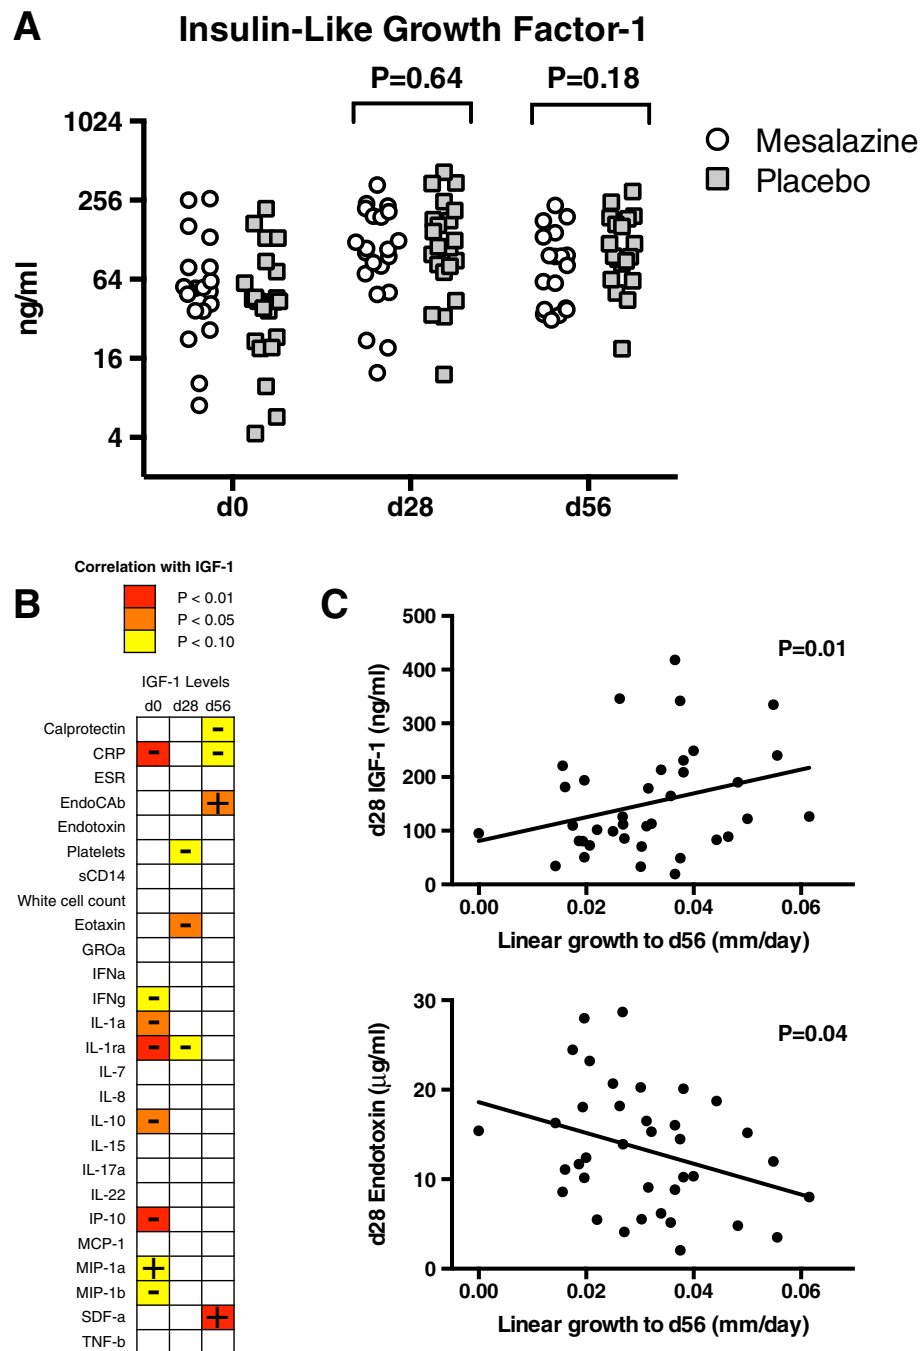 A
Insulin-Like Growth Factor-1
P=0.64
P=0.18
1024
256
64
16
4
ng/ml
d0
d28
d56
Mesalazine
Placebo
B
Correlation with IGF-1
P < 0.01
P < 0.05
P < 0.10
IGF-1 Levels
d0 d28 d56
Calprotectin -
CRP - -
ESR
EndoCAb +
Endotoxin
Platelets -
sCD14
White cell count
Eotaxin -
GROa
IFNa
IFNg -
IL-1a -
IL-1ra - -
IL-7
IL-8
IL-10 -
IL-15
IL-17a
IL-22
IP-10 -
MCP-1
MIP-1a +
MIP-1b -
SDF-a +
TNF-b
C
500
400
300
200
100
0
d28 IGF-1 (ng/ml)
P=0.01
0.00 0.02 0.04 0.06
Linear growth to d56 (mm/day)
30
20
10
0
d28 Endotoxin (µg/ml)
P=0.04
0.00 0.02 0.04 0.06
Linear growth to d56 (mm/day)